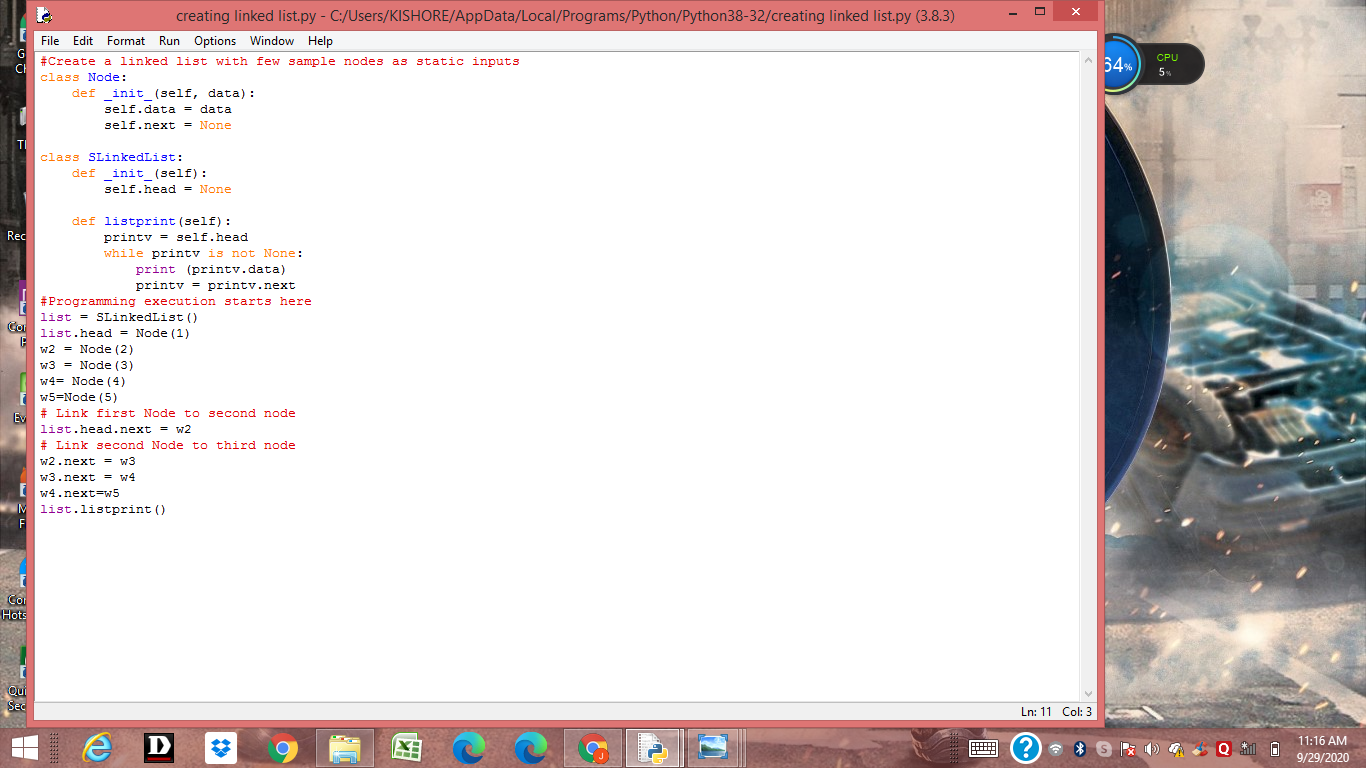 creating linked list.py - C:/Users/KISHORE/AppData/Local/Programs/Python/Python38-32/creating linked list.py (3.8.3)
File Edit Format Run Options Window Help
#Create a linked list with few sample nodes as static inputs
class Node:
    def _init_(self, data):
        self.data = data
        self.next = None

class SLinkedList:
    def _init_(self):
        self.head = None

    def listprint(self):
        printv = self.head
        while printv is not None:
            print (printv.data)
            printv = printv.next
#Programming execution starts here
list = SLinkedList()
list.head = Node(1)
w2 = Node(2)
w3 = Node(3)
w4= Node(4)
w5=Node(5)
# Link first Node to second node
list.head.next = w2
# Link second Node to third node
w2.next = w3
w3.next = w4
w4.next=w5
list.listprint()
Ln: 11 Col: 3
64%
CPU
5%
Rec
Hots
Sec
11:16 AM
9/29/2020